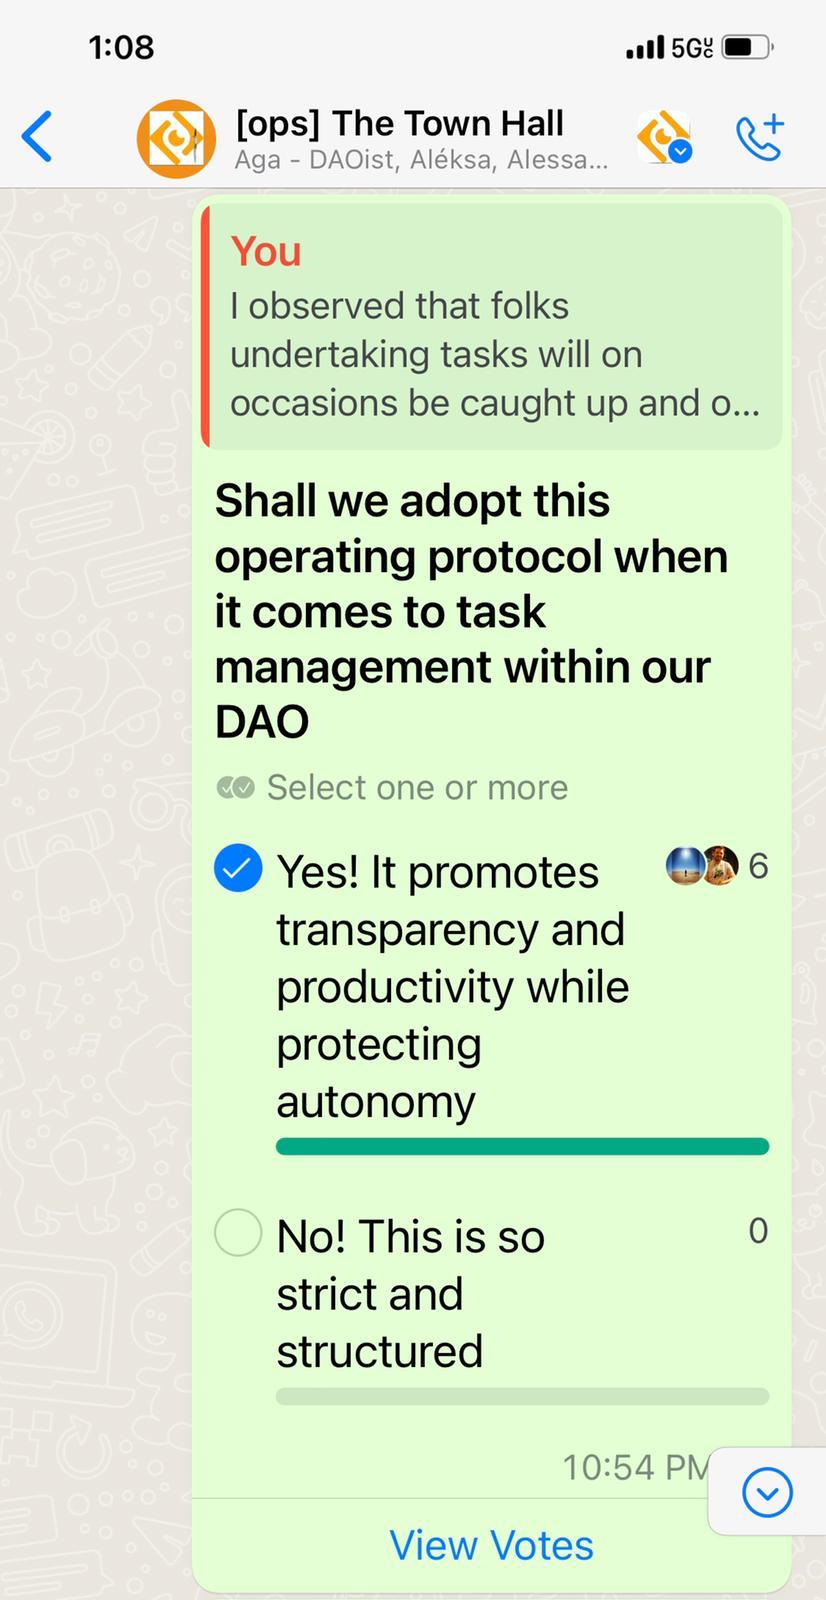 1:08
5G
[ops] The Town Hall
Aga - DAOist, Aléksa, Alessa...
You
I observed that folks
undertaking tasks will on
occasions be caught up and o...
Shall we adopt this
operating protocol when
it comes to task
management within our
DAO
Select one or more
Yes! It promotes 6
transparency and
productivity while
protecting
autonomy
No! This is so 0
strict and
structured
10:54 PM
View Votes